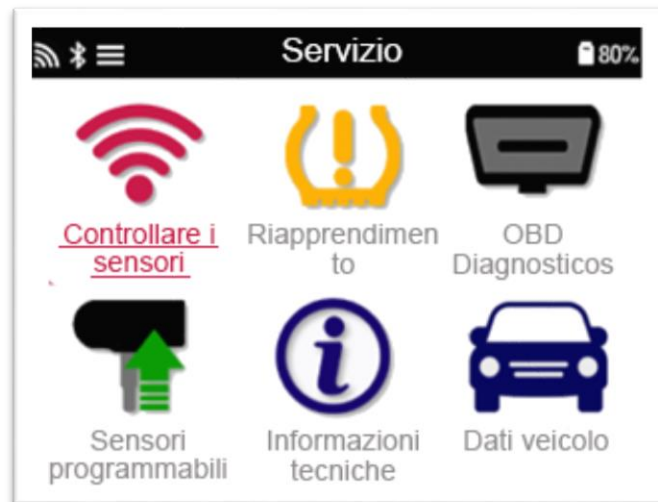 Servizio
80%
Controllare i
sensori
Riapprendimen
to
OBD
Diagnosticos
Sensori
programmabili
Informazioni
tecniche
Dati veicolo